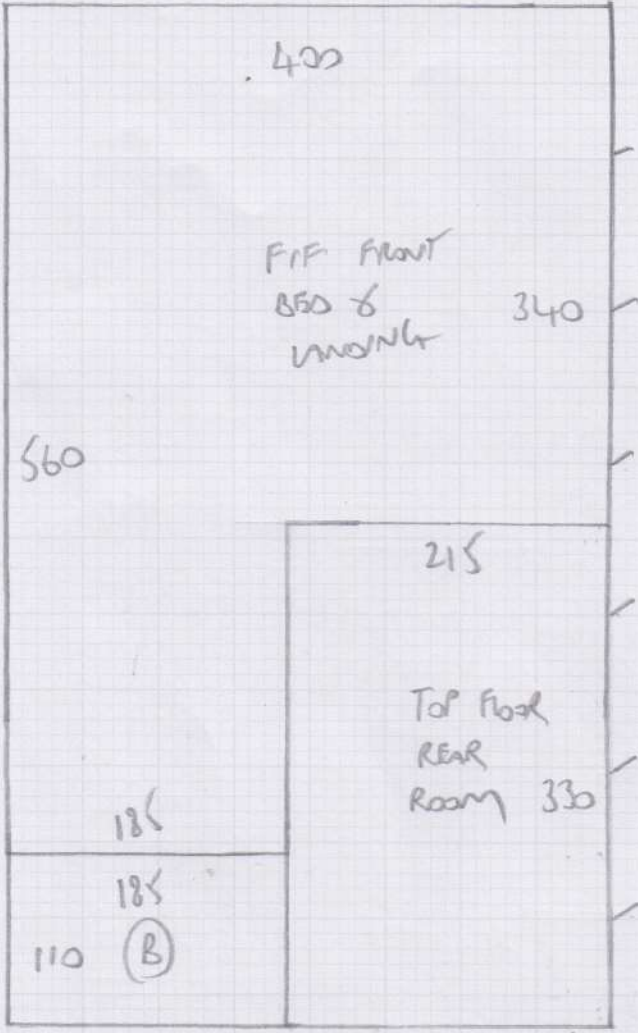 400
F/F FRONT
BED &
LANDING
340
560
215
TOP FLOOR
REAR
ROOM 330
185
185
110 B